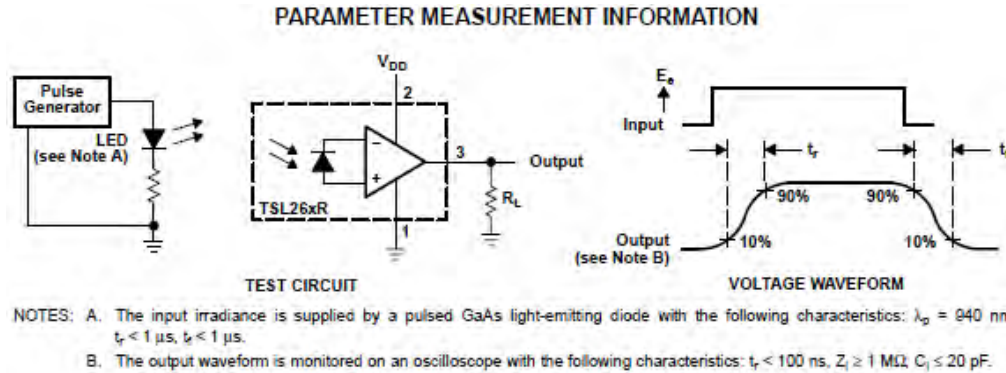 PARAMETER MEASUREMENT INFORMATION
Pulse
Generator
LED
(see Note A)
VDD
2
3
Output
RL
TSL26xR
1
TEST CIRCUIT
Ee
Input
tr
90%
90%
10%
10%
Output
(see Note B)
VOLTAGE WAVEFORM
NOTES: A. The input irradiance is supplied by a pulsed GaAs light-emitting diode with the following characteristics: λp = 940 nm
tr < 1 µs, tf < 1 µs.
B. The output waveform is monitored on an oscilloscope with the following characteristics: tr < 100 ns, Zi ≥ 1 MΩ, Ci ≤ 20 pF.